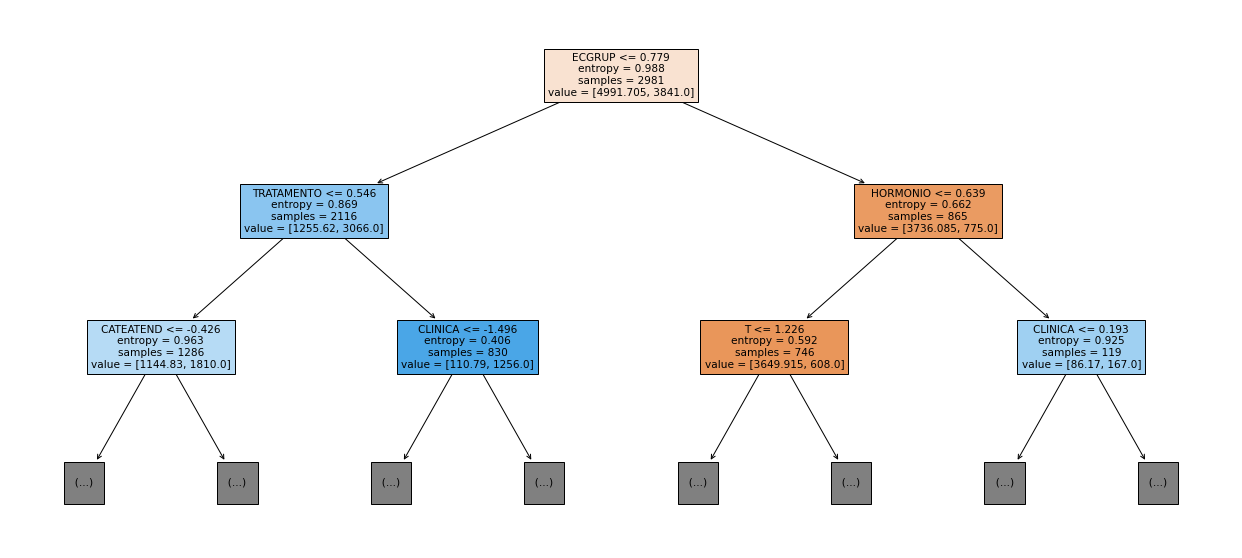 ECGRUP <= 0.779
entropy = 0.988
samples = 2981
value = [4991.705, 3841.0]
TRATAMENTO <= 0.546
entropy = 0.869
samples = 2116
value = [1255.62, 3066.0]
HORMONIO <= 0.639
entropy = 0.662
samples = 865
value = [3736.085, 775.0]
CATEATEND <= -0.426
entropy = 0.963
samples = 1286
value = [1144.83, 1810.0]
CLINICA <= -1.496
entropy = 0.406
samples = 830
value = [110.79, 1256.0]
T <= 1.226
entropy = 0.592
samples = 746
value = [3649.915, 608.0]
CLINICA <= 0.193
entropy = 0.925
samples = 119
value = [86.17, 167.0]
(...)
(...)
(...)
(...)
(...)
(...)
(...)
(...)